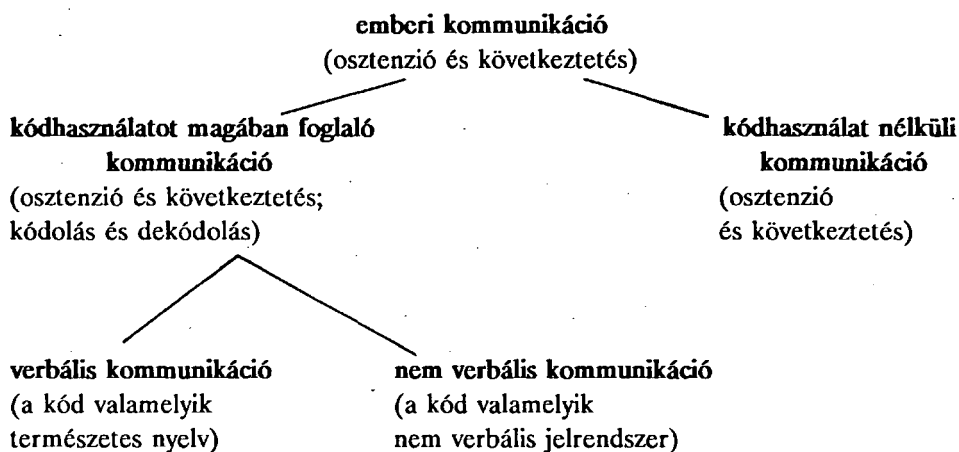 emberi kommunikáció
(osztenzió és következtetés)
kódhasználatot magában foglaló
kommunikáció
(osztenzió és következtetés;
kódolás és dekódolás)
kódhasználat nélküli
kommunikáció
(osztenzió
és következtetés)
verbális kommunikáció
(a kód valamelyik
természetes nyelv)
nem verbális kommunikáció
(a kód valamelyik
nem verbális jelrendszer)